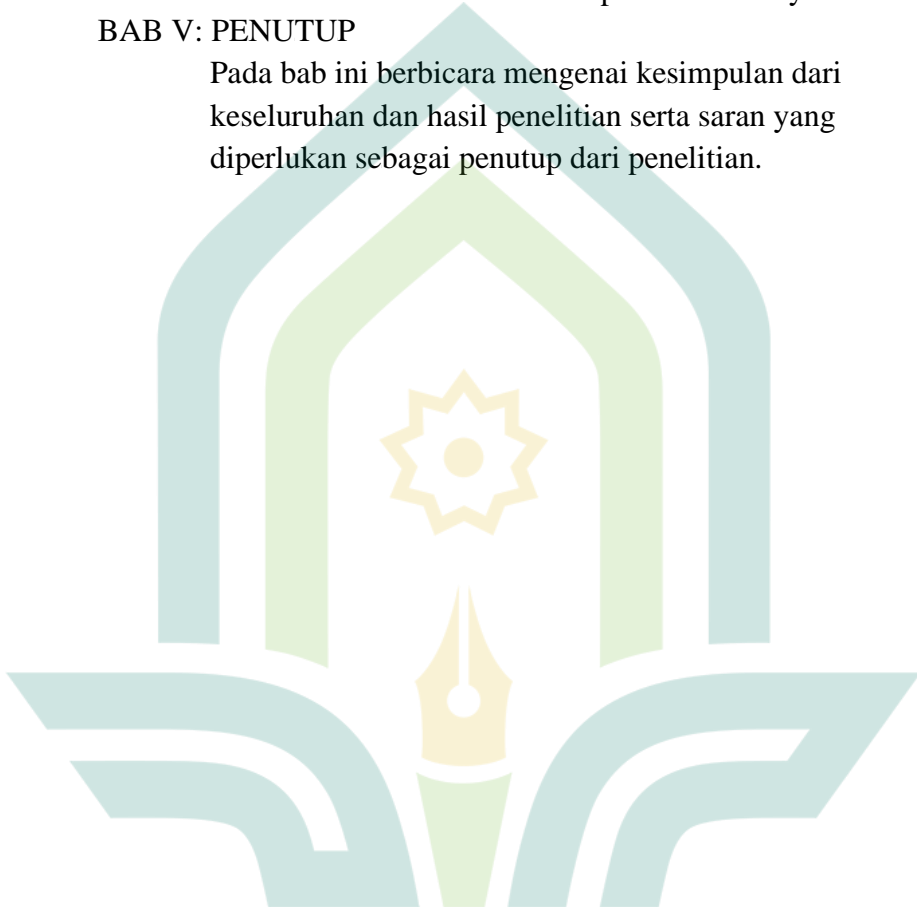 BAB V: PENUTUP
Pada bab ini berbicara mengenai kesimpulan dari
keseluruhan dan hasil penelitian serta saran yang
diperlukan sebagai penutup dari penelitian.